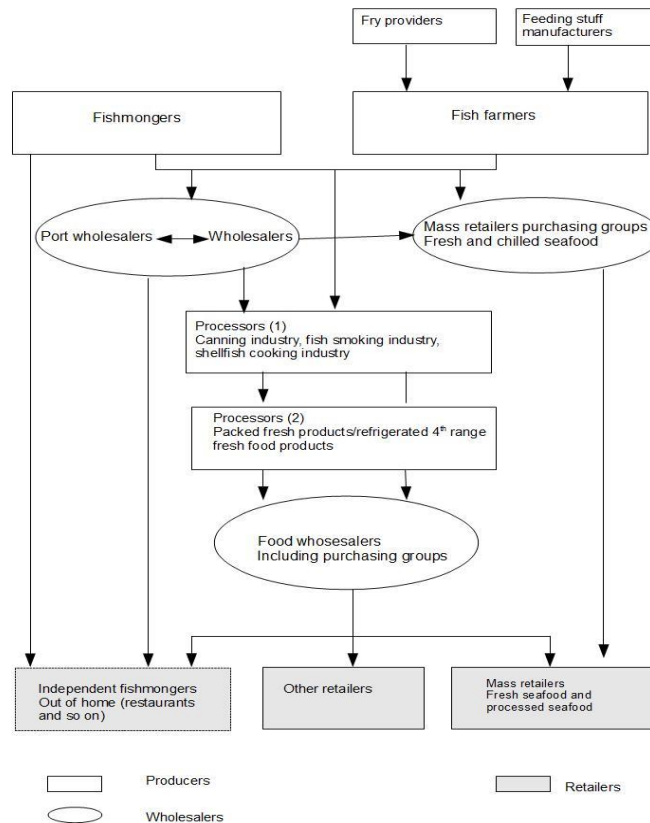 Fry providers
Feeding stuff
manufacturers
Fishmongers
Fish farmers
Port wholesalers
Wholesalers
Mass retailers purchasing groups
Fresh and chilled seafood
Processors (1)
Canning industry, fish smoking industry,
shellfish cooking industry
Processors (2)
Packed fresh products/refrigerated 4th range
fresh food products
Food whosesalers
Including purchasing groups
Independent fishmongers
Out of home (restaurants
and so on)
Other retailers
Mass retailers
Fresh seafood and
processed seafood
Producers
Retailers
Wholesalers